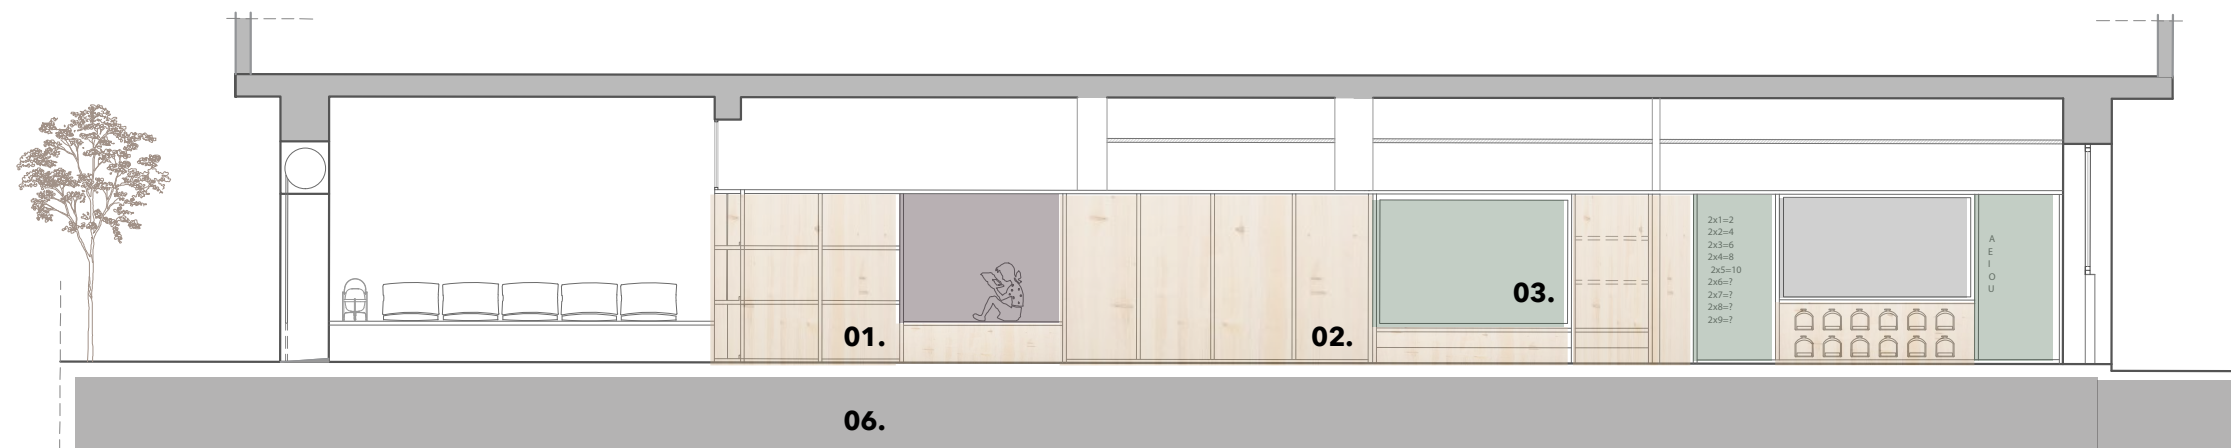 2x1=2
2x2=4
2x3=6
2x4=8
2x5=10
2x6=?
2x7=?
2x8=?
2x9=?
A
E
I
O
U
03.
01.
02.
06.